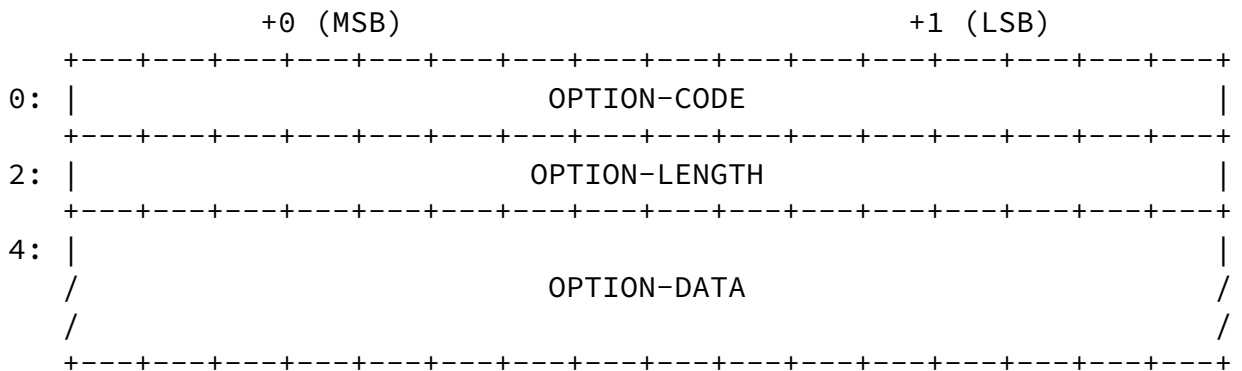 +0 (MSB)                            +1 (LSB)
   +---+---+---+---+---+---+---+---+---+---+---+---+---+---+---+---+
0: |                          OPTION-CODE                          |
   +---+---+---+---+---+---+---+---+---+---+---+---+---+---+---+---+
2: |                         OPTION-LENGTH                         |
   +---+---+---+---+---+---+---+---+---+---+---+---+---+---+---+---+
4: |                                                               |
   /                          OPTION-DATA                          /
   /                                                               /
   +---+---+---+---+---+---+---+---+---+---+---+---+---+---+---+---+